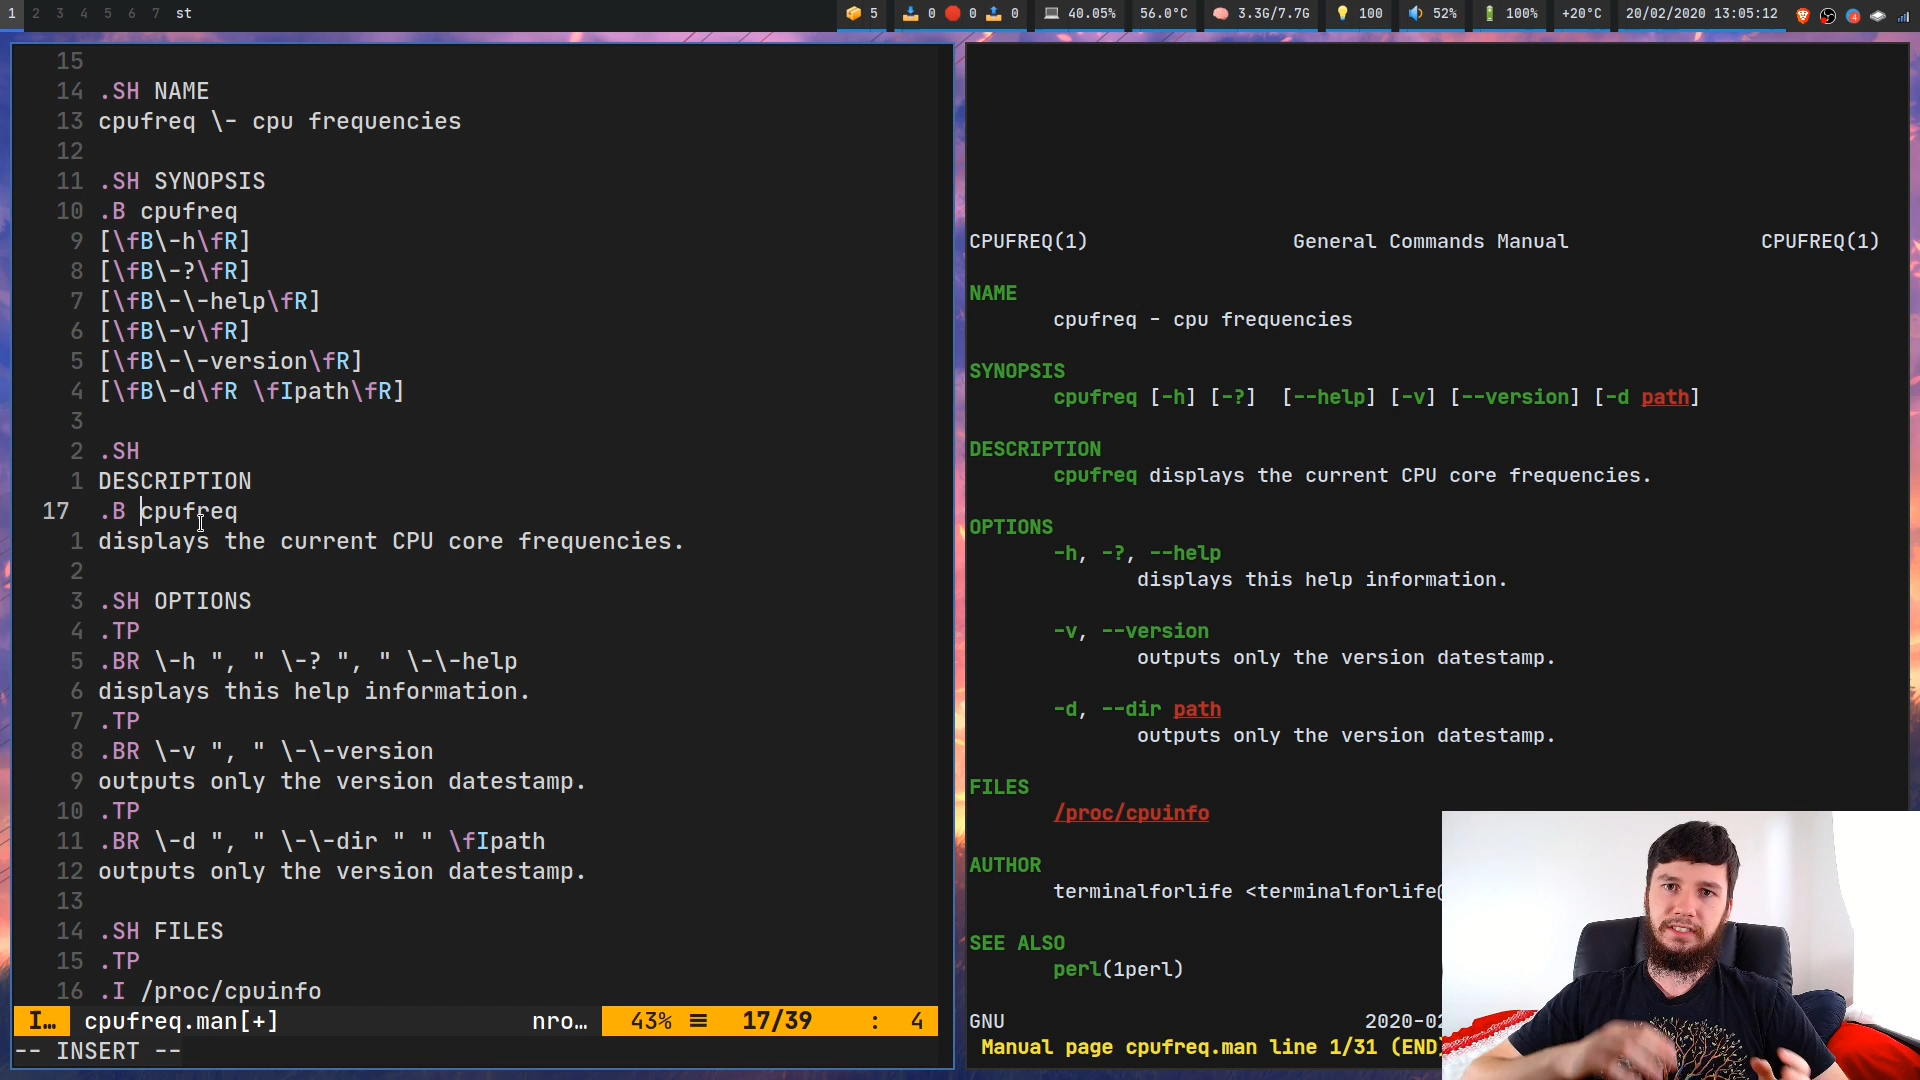 1 2 3 4 5 6 7 st 5 0 0 0 40.05% 56.0°C 3.3G/7.7G 100 52% 100% +20°C 20/02/2020 13:05:12 4
15
14 .SH NAME
13 cpufreq \- cpu frequencies
12
11 .SH SYNOPSIS
10 .B cpufreq
9 [\fB\-h\fR]
8 [\fB\-?\fR]
7 [\fB\-\-help\fR]
6 [\fB\-v\fR]
5 [\fB\-\-version\fR]
4 [\fB\-d\fR \fIpath\fR]
3
2 .SH
1 DESCRIPTION
17 .B cpufreq
1 displays the current CPU core frequencies.
2
3 .SH OPTIONS
4 .TP
5 .BR \-h ", " \-? ", " \-\-help
6 displays this help information.
7 .TP
8 .BR \-v ", " \-\-version
9 outputs only the version datestamp.
10 .TP
11 .BR \-d ", " \-\-dir " " \fIpath
12 outputs only the version datestamp.
13
14 .SH FILES
15 .TP
16 .I /proc/cpuinfo
I… cpufreq.man[+] nro… 43% ≡ 17/39 : 4
-- INSERT --
CPUFREQ(1) General Commands Manual CPUFREQ(1)
NAME
cpufreq - cpu frequencies
SYNOPSIS
cpufreq [-h] [-?] [--help] [-v] [--version] [-d path]
DESCRIPTION
cpufreq displays the current CPU core frequencies.
OPTIONS
-h, -?, --help
displays this help information.
-v, --version
outputs only the version datestamp.
-d, --dir path
outputs only the version datestamp.
FILES
/proc/cpuinfo
AUTHOR
terminalforlife <terminalforlife@
SEE ALSO
perl(1perl)
GNU 2020-02
Manual page cpufreq.man line 1/31 (END)